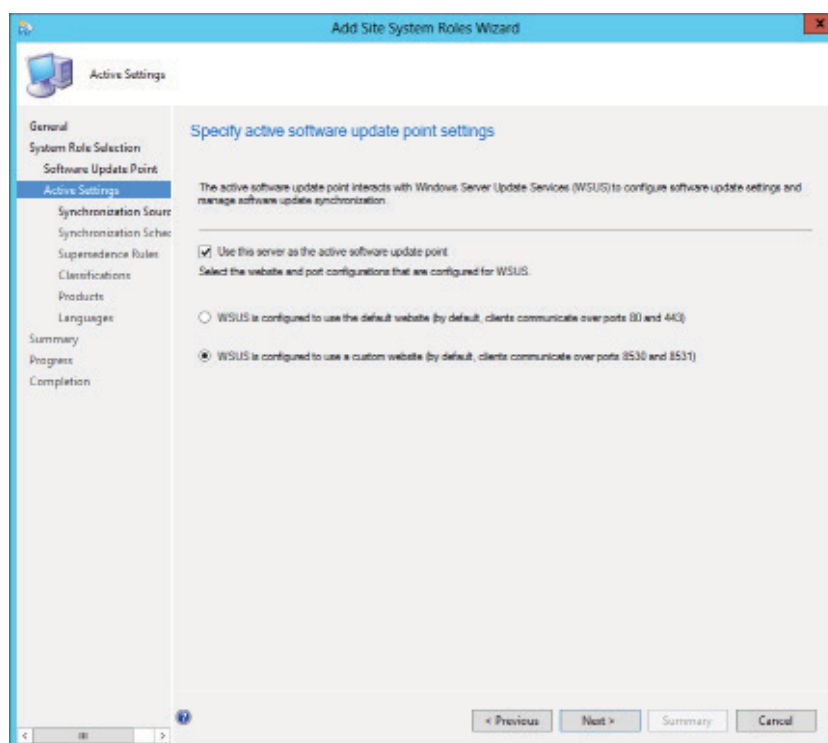 Add Site System Roles Wizard
x
Active Settings
General
System Role Selection
Software Update Point
Active Settings
Synchronization Sourc
Synchronization Sched
Supersedence Rules
Classifications
Products
Languages
Summary
Progress
Completion
Specify active software update point settings
The active software update point interacts with Windows Server Update Services (WSUS) to configure software update settings and
manage software update synchronization.
Use this server as the active software update point
Select the website and port configurations that are configured for WSUS.
WSUS is configured to use the default website (by default, clients communicate over ports 80 and 443)
WSUS is configured to use a custom website (by default, clients communicate over ports 8530 and 8531)
< Previous
Next >
Summary
Cancel